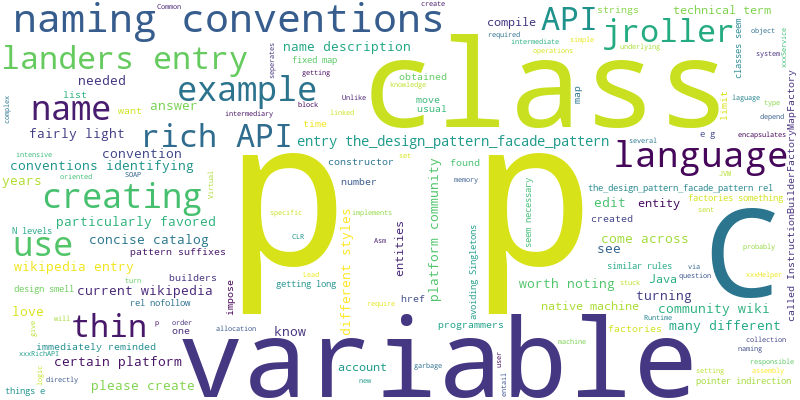 naming conventions
Common
create
compile
required
API
strings
technical term
landers entry
name description
intermediate
operations
simple
jroller
classes seem
object
underlying
system
xxxService
seperates
fixed map
getting
class
needed
example
obtained
knowledge
move
usual
map
limit
language
type
depend
complex
list
name
want
answer
block
Unlike
intermediary
time
linked
several
e g
encapsulates
fairly light
rich API
entry the_design_pattern_facade_pattern
conventions identifying
convention
constructor
found
language
JVM
years
intensive
oriented
SOAP
Virtual
creating
number
set
memory
the_design_pattern_facade_pattern rel
factories something
sent
edit
entity
created
N levels
particularly favored
specific
implements
p
p
c
use
concise catalog
pattern suffixes
CLR
Asm
entities
different styles
platform community
avoiding Singletons
seem necessary
come across
see
probably
wikipedia entry
builders
Load
getting long
similar rules
via
question
xxxHelper
design smell
turn
current wikipedia
impose
href
require
worth noting
Java
stuck
turning
native machine
community wiki
Runtime
love
rel nofollow
thin
p
order
one
know
programmers
factories
many different
give
will
allocation
variable
account
new
garbage
user
entail
machine
collection
naming
immediately reminded
xxxRichAPI
certain platform
logic
directly
things e
please create
responsible
setting
assembly
pointer indirection
called InstructionBuilderFactoryMapFactory